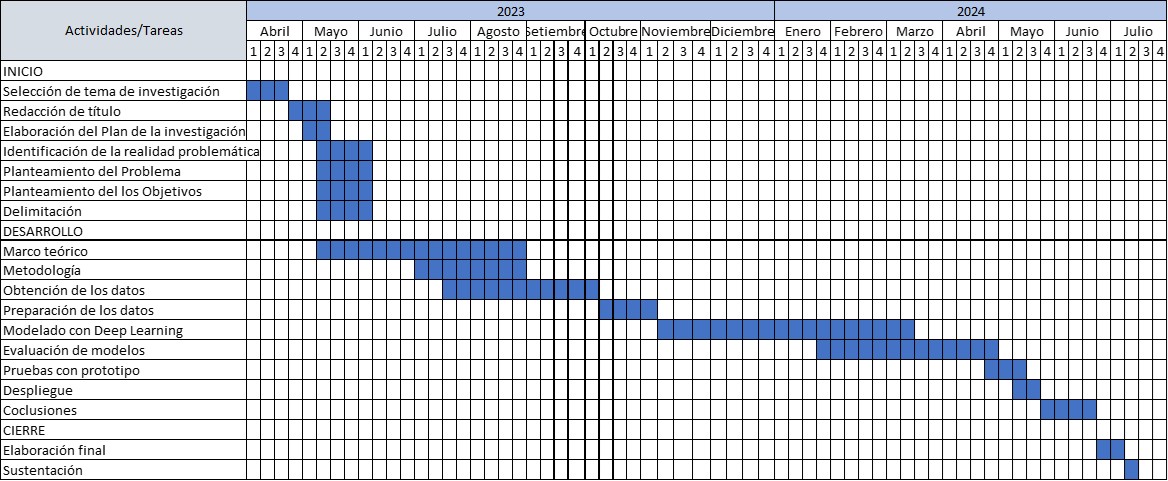 2023 2024
Actividades/Tareas
Abril Mayo Junio Julio Agosto Setiembre Octubre Noviembre Diciembre Enero Febrero Marzo Abril Mayo Junio Julio
1 2 3 4 1 2 3 4 1 2 3 4 1 2 3 4 1 2 3 4 1 2 3 4 1 2 3 4 1 2 3 4 1 2 3 4 1 2 3 4 1 2 3 4 1 2 3 4 1 2 3 4 1 2 3 4 1 2 3 4 1 2 3 4
INICIO
Selección de tema de investigación
Redacción de título
Elaboración del Plan de la investigación
Identificación de la realidad problemática
Planteamiento del Problema
Planteamiento del los Objetivos
Delimitación
DESARROLLO
Marco teórico
Metodología
Obtención de los datos
Preparación de los datos
Modelado con Deep Learning
Evaluación de modelos
Pruebas con prototipo
Despliegue
Coclusiones
CIERRE
Elaboración final
Sustentación